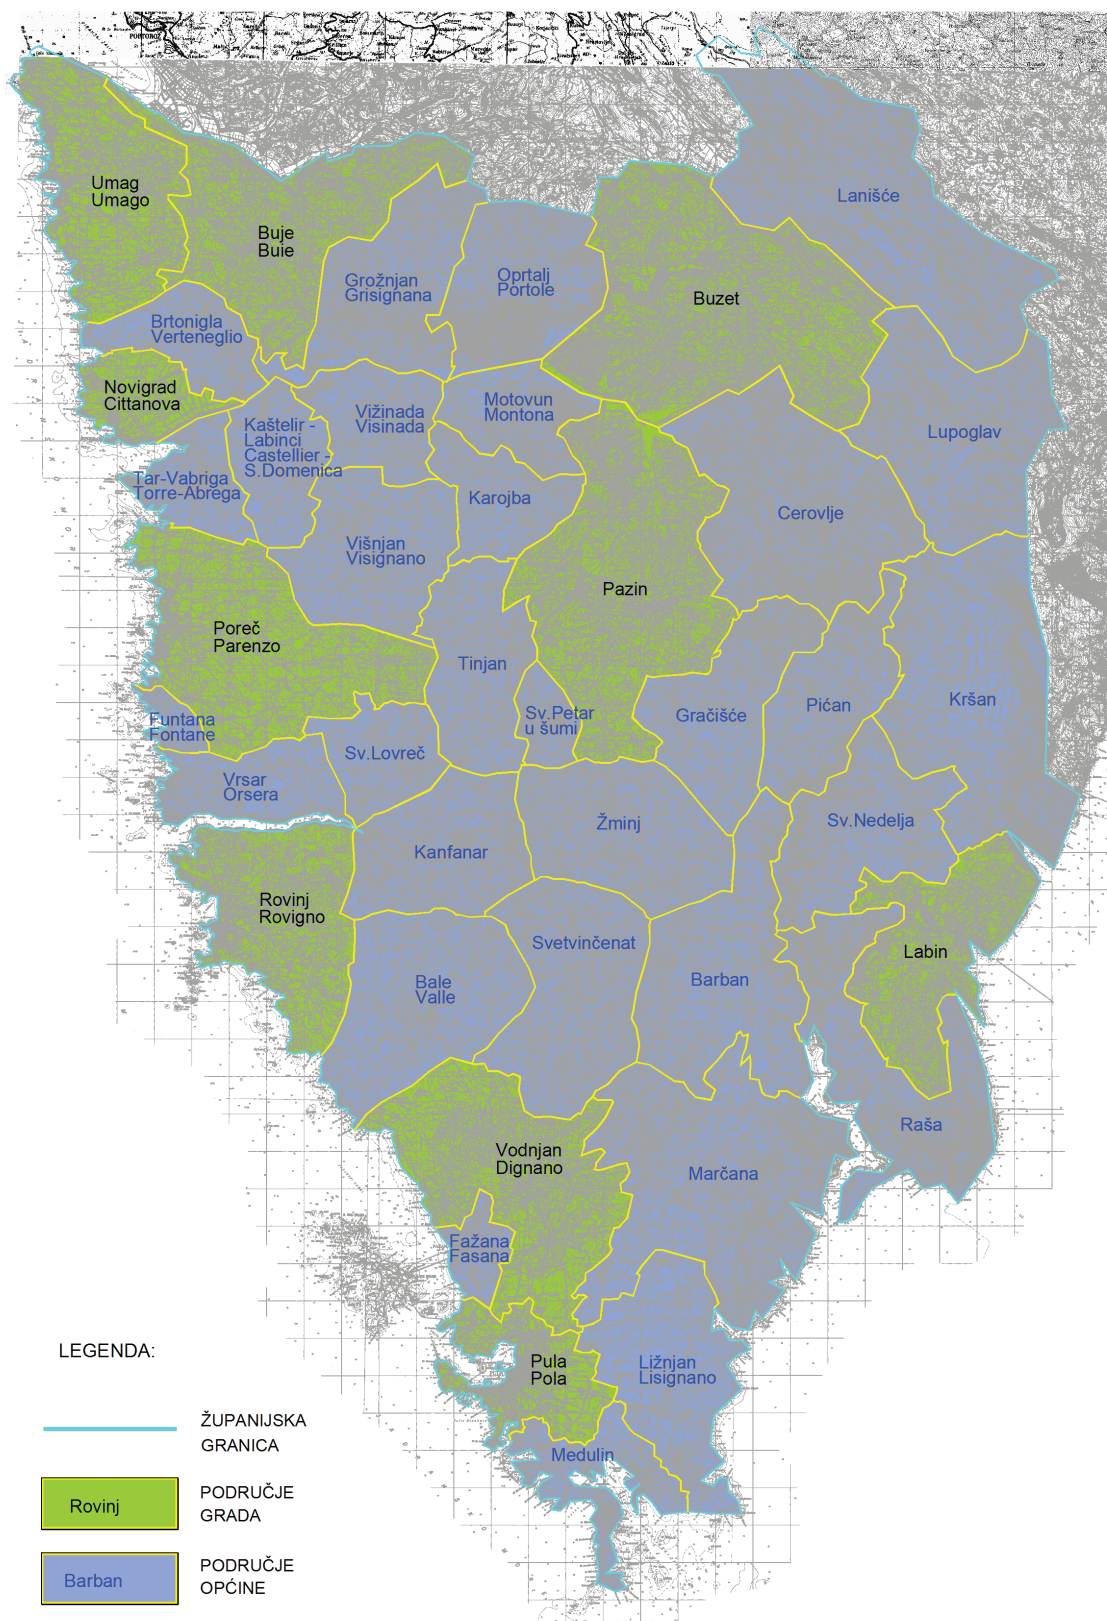 Umag
Umago
Buje
Buie
Lanišće
Grožnjan
Grisignana
Oprtalj
Portole
Buzet
Brtonigla
Verteneglio
Novigrad
Cittanova
Kaštelir -
Labinci
Castellier -
S.Domenica
Vižinada
Visinada
Motovun
Montona
Lupoglav
Tar-Vabriga
Torre-Abrega
Karojba
Cerovlje
Višnjan
Visignano
Pazin
Poreč
Parenzo
Tinjan
Sv.Petar
u šumi
Gračišće
Pićan
Kršan
Funtana
Fontane
Sv.Lovreč
Vrsar
Orsera
Kanfanar
Žminj
Sv.Nedelja
Rovinj
Rovigno
Svetvinčenat
Labin
Bale
Valle
Barban
Raša
Vodnjan
Dignano
Marčana
Fažana
Fasana
Pula
Pola
Ližnjan
Lisignano
Medulin
LEGENDA:
ŽUPANIJSKA
GRANICA
Rovinj
PODRUČJE
GRADA
Barban
PODRUČJE
OPĆINE